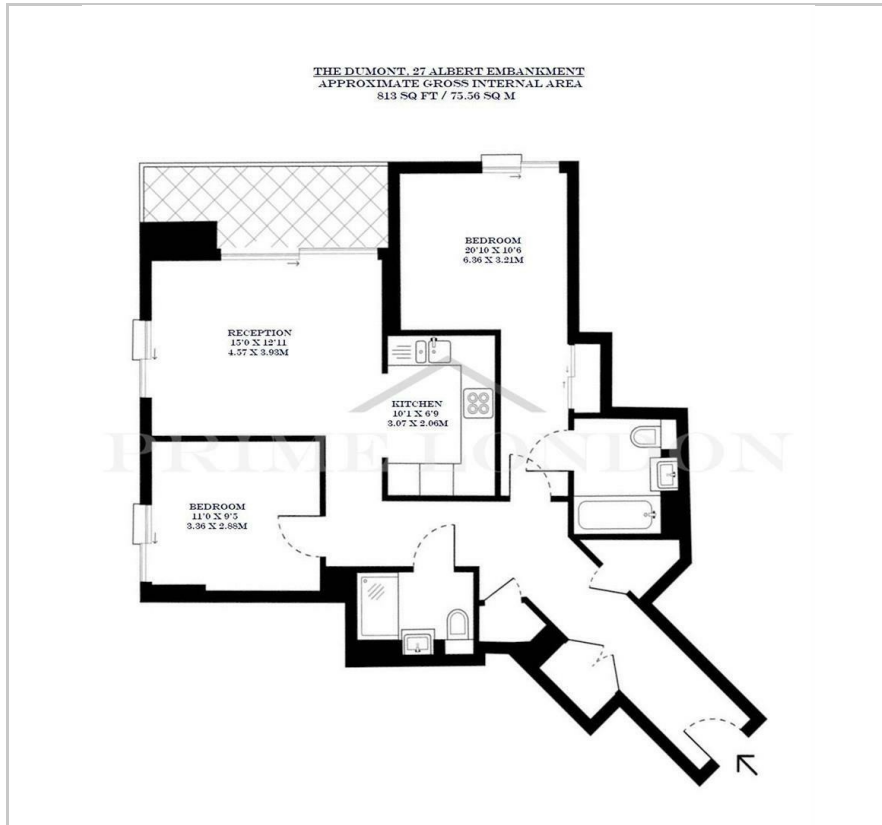 THE DUMONT, 27 ALBERT EMBANKMENT
APPROXIMATE GROSS INTERNAL AREA
813 SQ FT / 75.56 SQ M
BEDROOM
20'10 X 10'6
6.36 X 3.21M
RECEPTION
15'0 X 12'11
4.57 X 3.93M
KITCHEN
10'1 X 6'9
3.07 X 2.06M
PRIME LONDON
BEDROOM
11'0 X 9'5
3.36 X 2.88M